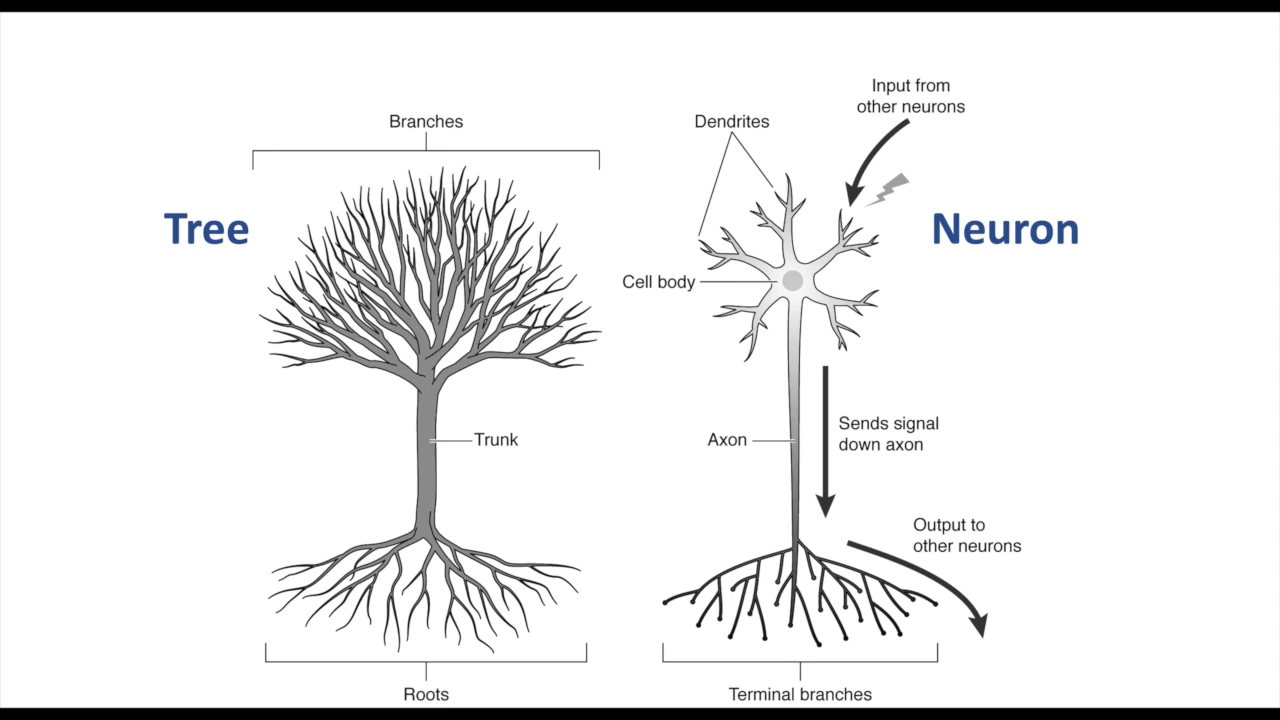 Tree
Branches
Trunk
Roots
Neuron
Dendrites
Input from
other neurons
Cell body
Axon
Sends signal
down axon
Output to
other neurons
Terminal branches